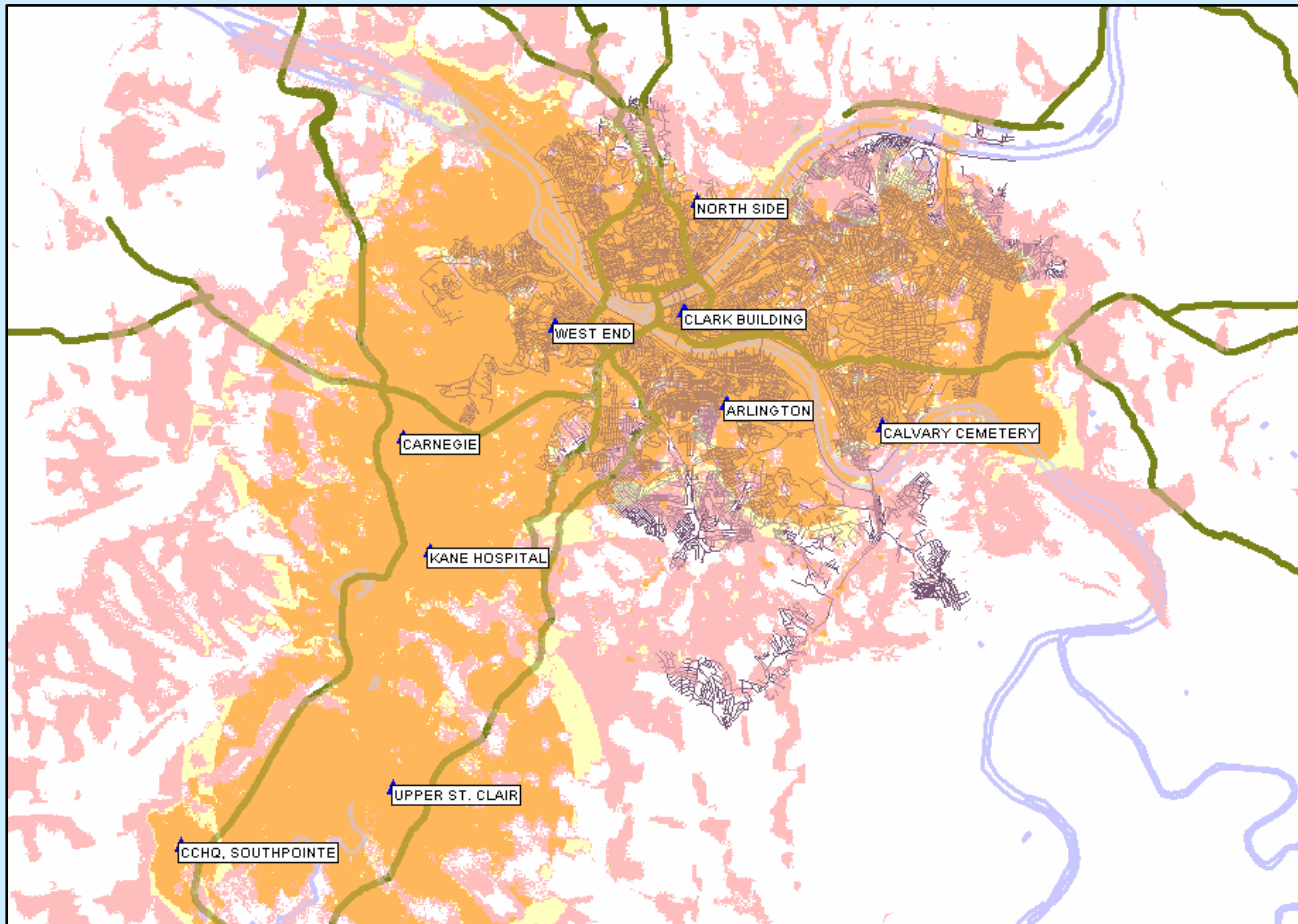 NORTH SIDE
CLARK BUILDING
WEST END
ARLINGTON
CALVARY CEMETERY
CARNEGIE
KANE HOSPITAL
UPPER ST. CLAIR
CCHQ, SOUTHPOINTE